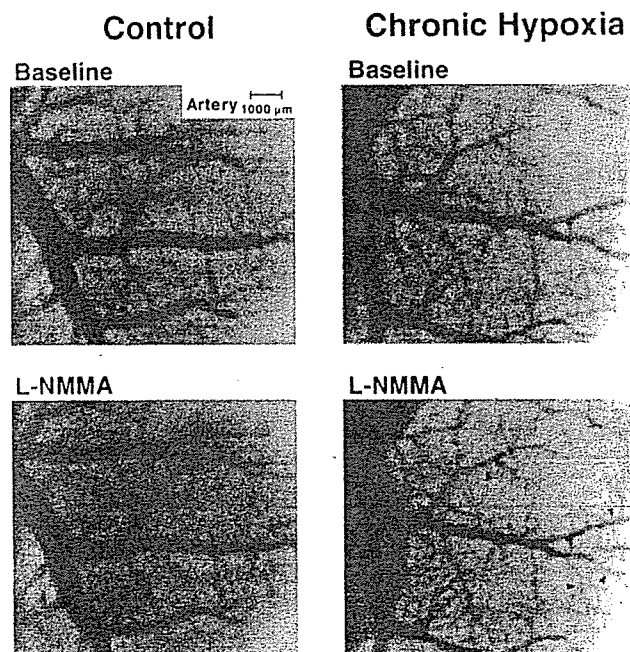 Control
Chronic Hypoxia
Baseline
Baseline
Artery 1000 μm
L-NMMA
L-NMMA